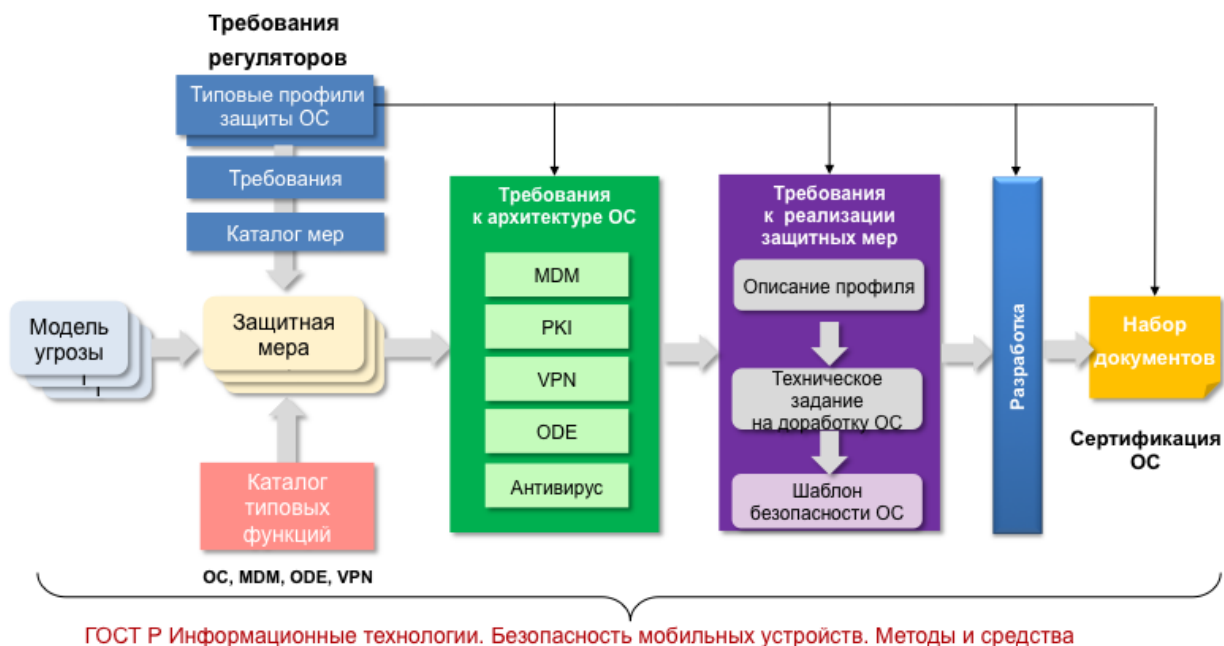 Требования
регуляторов
Типовые профили
защиты ОС
Требования
Каталог мер
Модель
угрозы
Защитная
мера
Каталог
типовых
функций
ОС, MDM, ODE, VPN
Требования
к архитектуре ОС
MDM
PKI
VPN
ODE
Антивирус
Требования
к реализации
защитных мер
Описание профиля
Техническое
задание
на доработку ОС
Шаблон
безопасности ОС
Разработка
Набор
документов
Сертификация
ОС
ГОСТ Р Информационные технологии. Безопасность мобильных устройств. Методы и средства